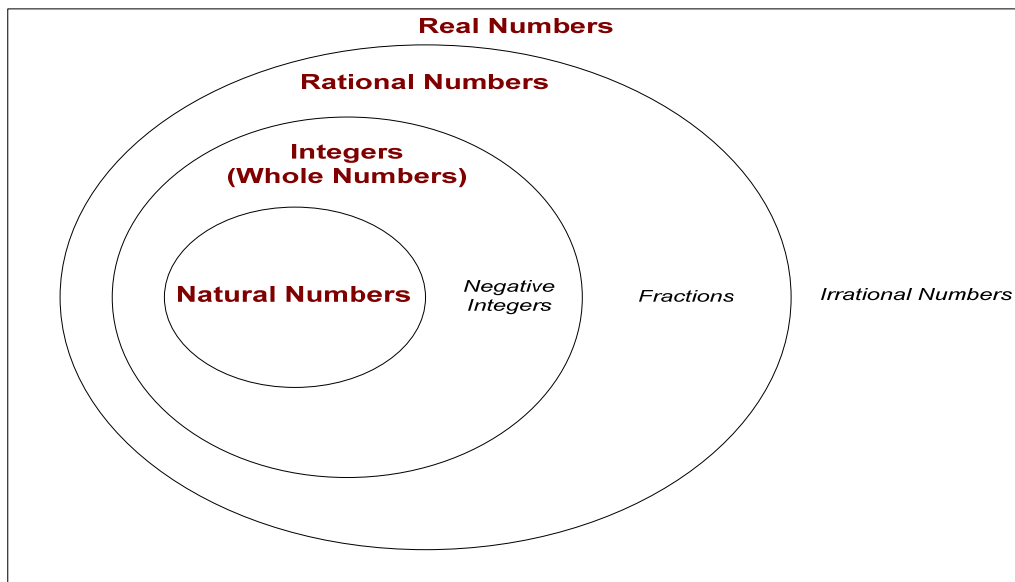 Real Numbers
Rational Numbers
Integers
(Whole Numbers)
Natural Numbers
Negative
Integers
Fractions
Irrational Numbers